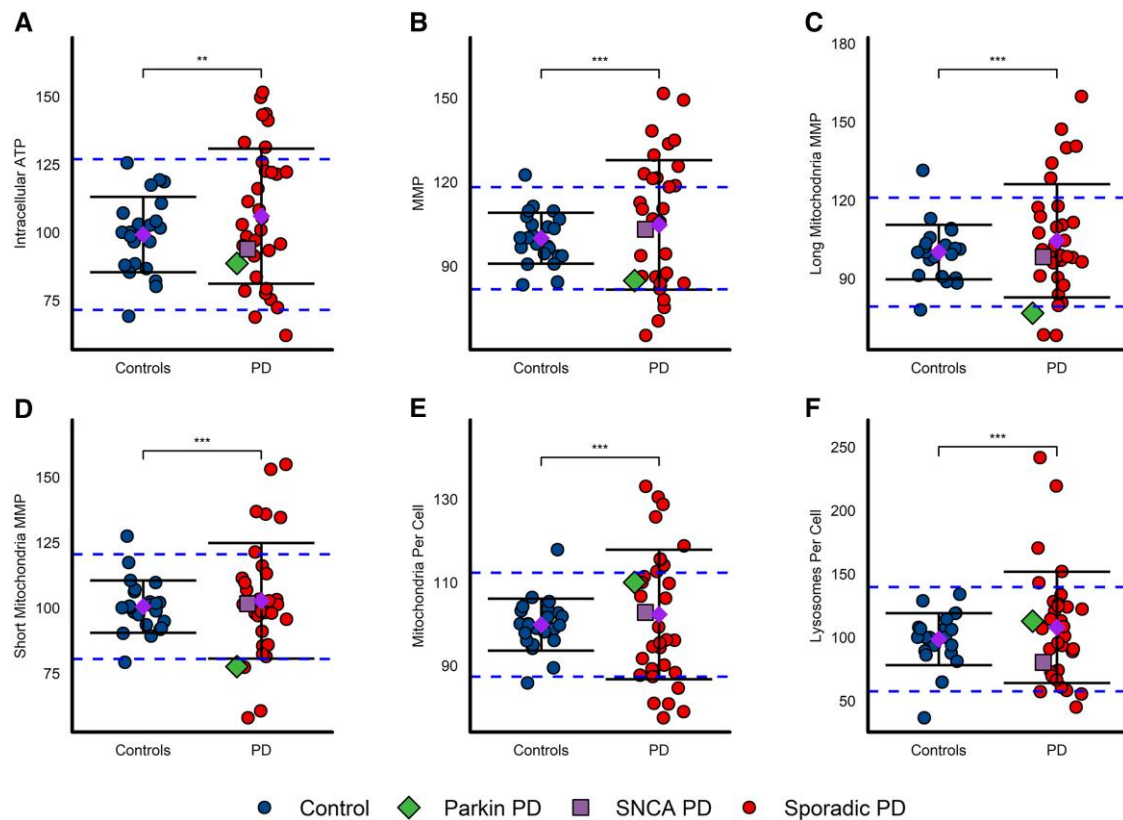 A
Intracellular ATP
150
125
100
75
**
Controls PD
B
MMP
150
120
90
***
Controls PD
C
Long Mitochodnria MMP
180
150
120
90
***
Controls PD
D
Short Mitochondria MMP
150
125
100
75
***
Controls PD
E
Mitochondria Per Cell
130
110
90
***
Controls PD
F
Lysosomes Per Cell
250
200
150
100
50
***
Controls PD
Control Parkin PD SNCA PD Sporadic PD